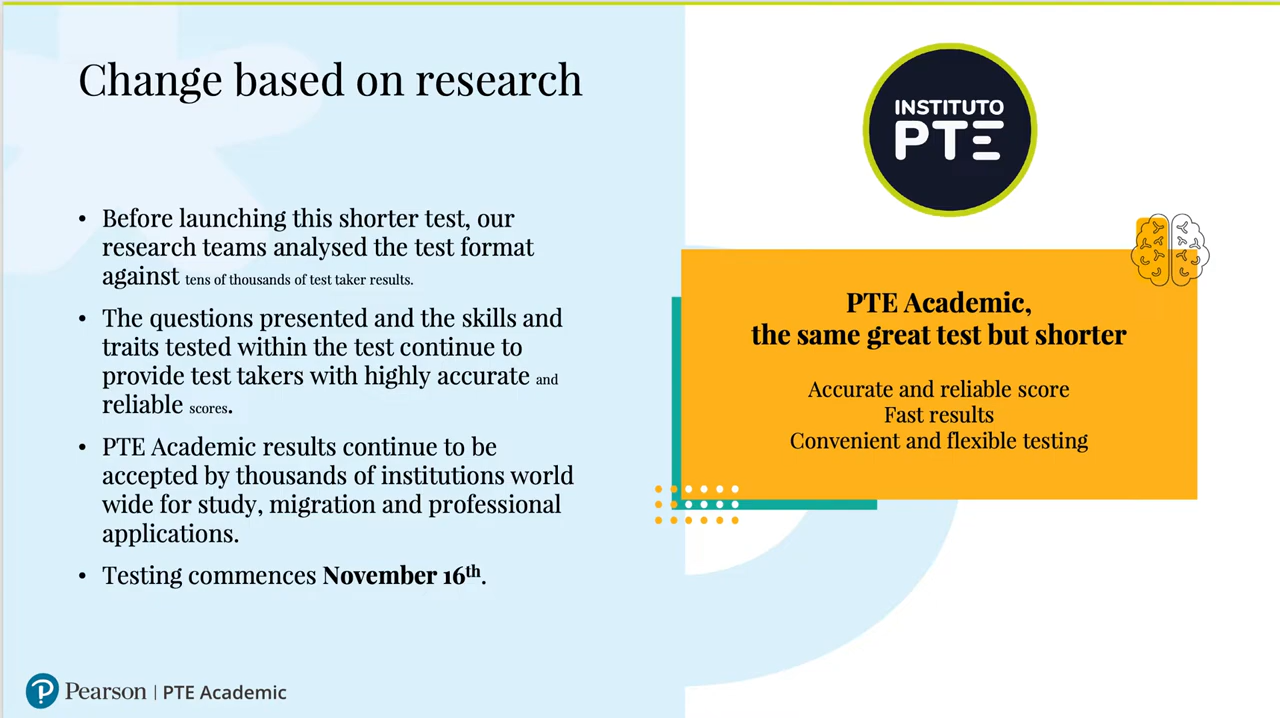 Change based on research
• Before launching this shorter test, our
research teams analysed the test format
against tens of thousands of test taker results.
• The questions presented and the skills and
traits tested within the test continue to
provide test takers with highly accurate and
reliable scores.
• PTE Academic results continue to be
accepted by thousands of institutions world
wide for study, migration and professional
applications.
• Testing commences November 16th.
Pearson | PTE Academic
INSTITUTO
PTE
PTE Academic,
the same great test but shorter
Accurate and reliable score
Fast results
Convenient and flexible testing